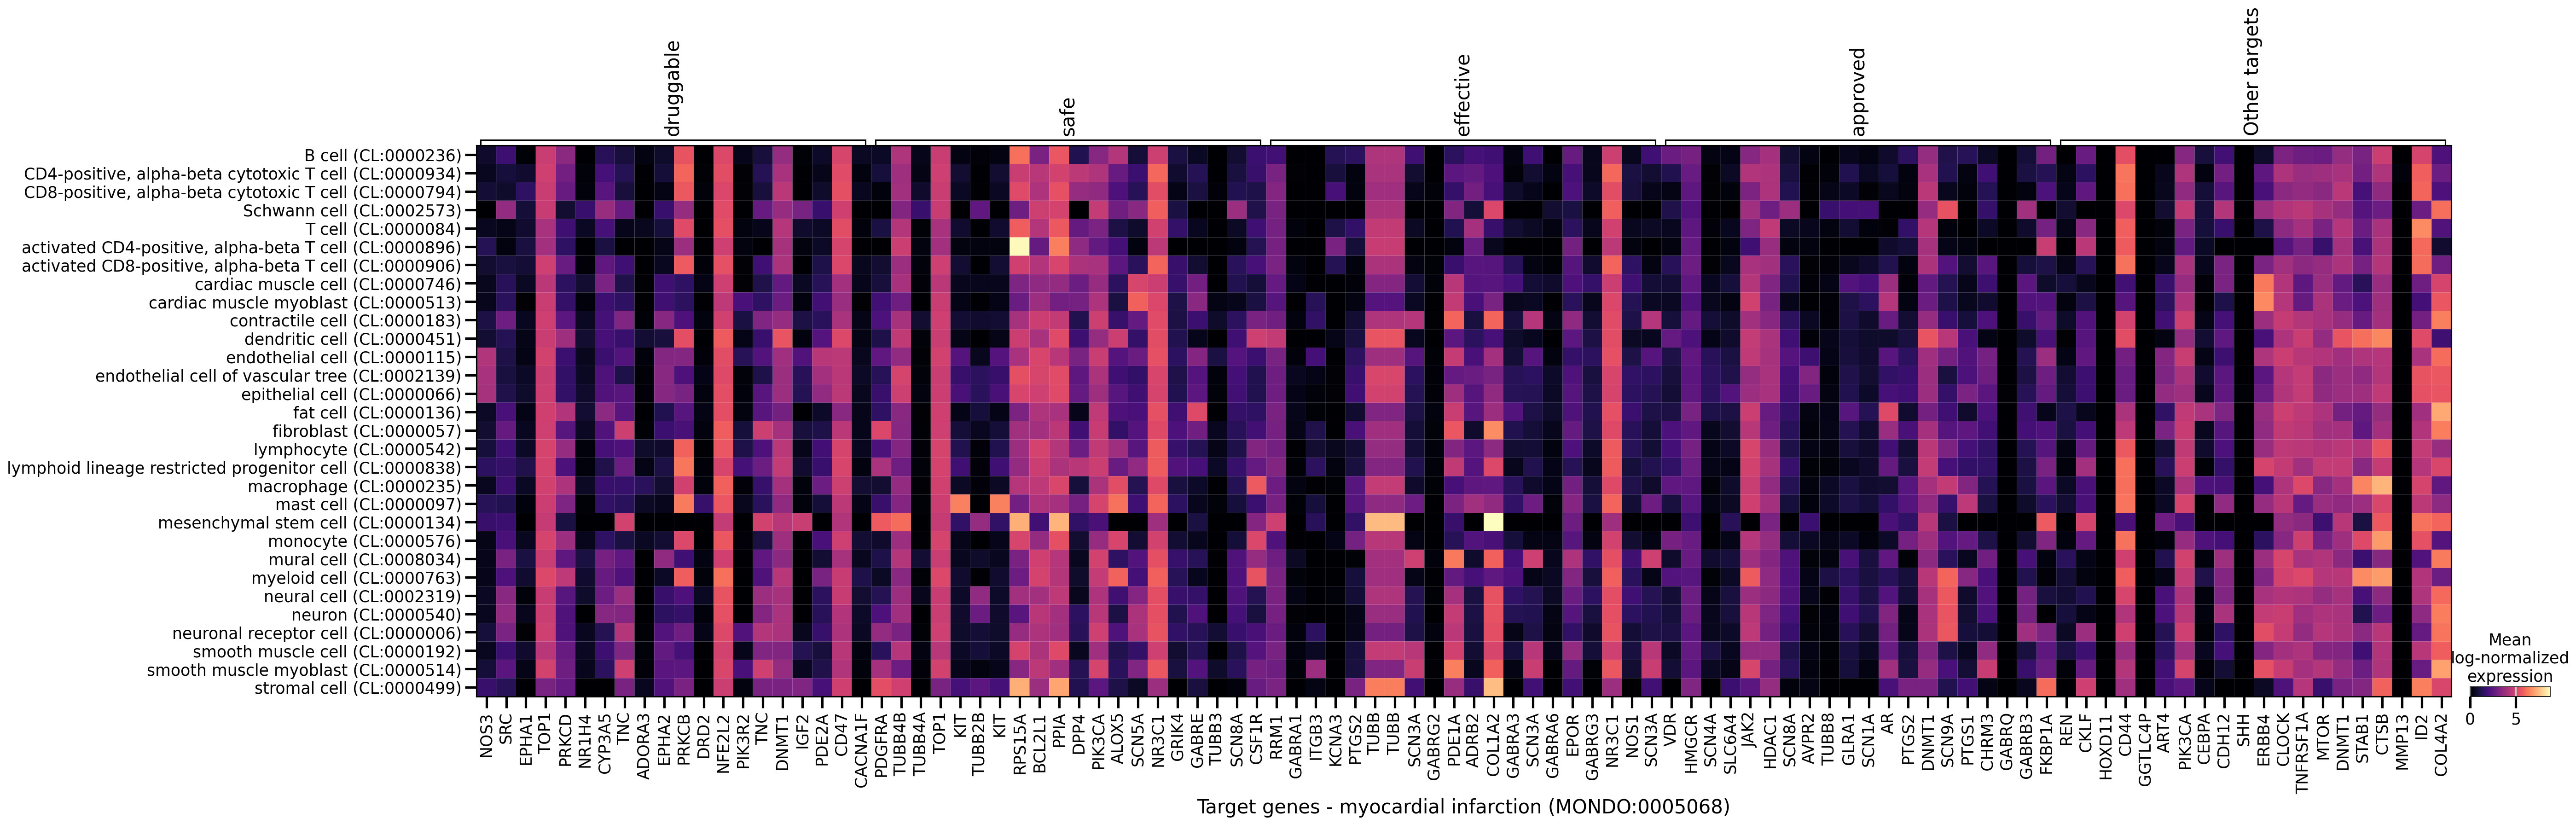 druggable
safe
effective
approved
Other targets
B cell (CL:0000236)
CD4-positive, alpha-beta cytotoxic T cell (CL:0000934)
CD8-positive, alpha-beta cytotoxic T cell (CL:0000794)
Schwann cell (CL:0002573)
T cell (CL:0000084)
activated CD4-positive, alpha-beta T cell (CL:0000896)
activated CD8-positive, alpha-beta T cell (CL:0000906)
cardiac muscle cell (CL:0000746)
cardiac muscle myoblast (CL:0000513)
contractile cell (CL:0000183)
dendritic cell (CL:0000451)
endothelial cell (CL:0000115)
endothelial cell of vascular tree (CL:0002139)
epithelial cell (CL:0000066)
fat cell (CL:0000136)
fibroblast (CL:0000057)
lymphocyte (CL:0000542)
lymphoid lineage restricted progenitor cell (CL:0000838)
macrophage (CL:0000235)
mast cell (CL:0000097)
mesenchymal stem cell (CL:0000134)
monocyte (CL:0000576)
mural cell (CL:0008034)
myeloid cell (CL:0000763)
neural cell (CL:0002319)
neuron (CL:0000540)
neuronal receptor cell (CL:0000006)
smooth muscle cell (CL:0000192)
smooth muscle myoblast (CL:0000514)
stromal cell (CL:0000499)
NOS3
SRC
EPHA1
TOP1
PRKCD
NR1H4
CYP3A5
TNC
ADORA3
EPHA2
PRKCB
DRD2
NFE2L2
PIK3R2
TNC
DNMT1
IGF2
PDE2A
CD47
CACNA1F
PDGFRA
TUBB4B
TUBB4A
TOP1
KIT
TUBB2B
KIT
RPS15A
BCL2L1
PPIA
DPP4
PIK3CA
ALOX5
SCN5A
NR3C1
GRIK4
GABRE
TUBB3
SCN8A
CSF1R
RRM1
GABRA1
ITGB3
KCNA3
PTGS2
TUBB
TUBB
SCN3A
GABRG2
PDE1A
ADRB2
COL1A2
GABRA3
SCN3A
GABRA6
EPOR
GABRG3
NR3C1
NOS1
SCN3A
VDR
HMGCR
SCN4A
SLC6A4
JAK2
HDAC1
SCN8A
AVPR2
TUBB8
GLRA1
SCN1A
AR
PTGS2
DNMT1
SCN9A
PTGS1
CHRM3
GABRQ
GABRB3
FKBP1A
REN
CKLF
HOXD11
CD44
GGTLC4P
ART4
PIK3CA
CEBPA
CDH12
SHH
ERBB4
CLOCK
TNFRSF1A
MTOR
DNMT1
STAB1
CTSB
MMP13
ID2
COL4A2
Target genes - myocardial infarction (MONDO:0005068)
Mean
log-normalized
expression
0 5